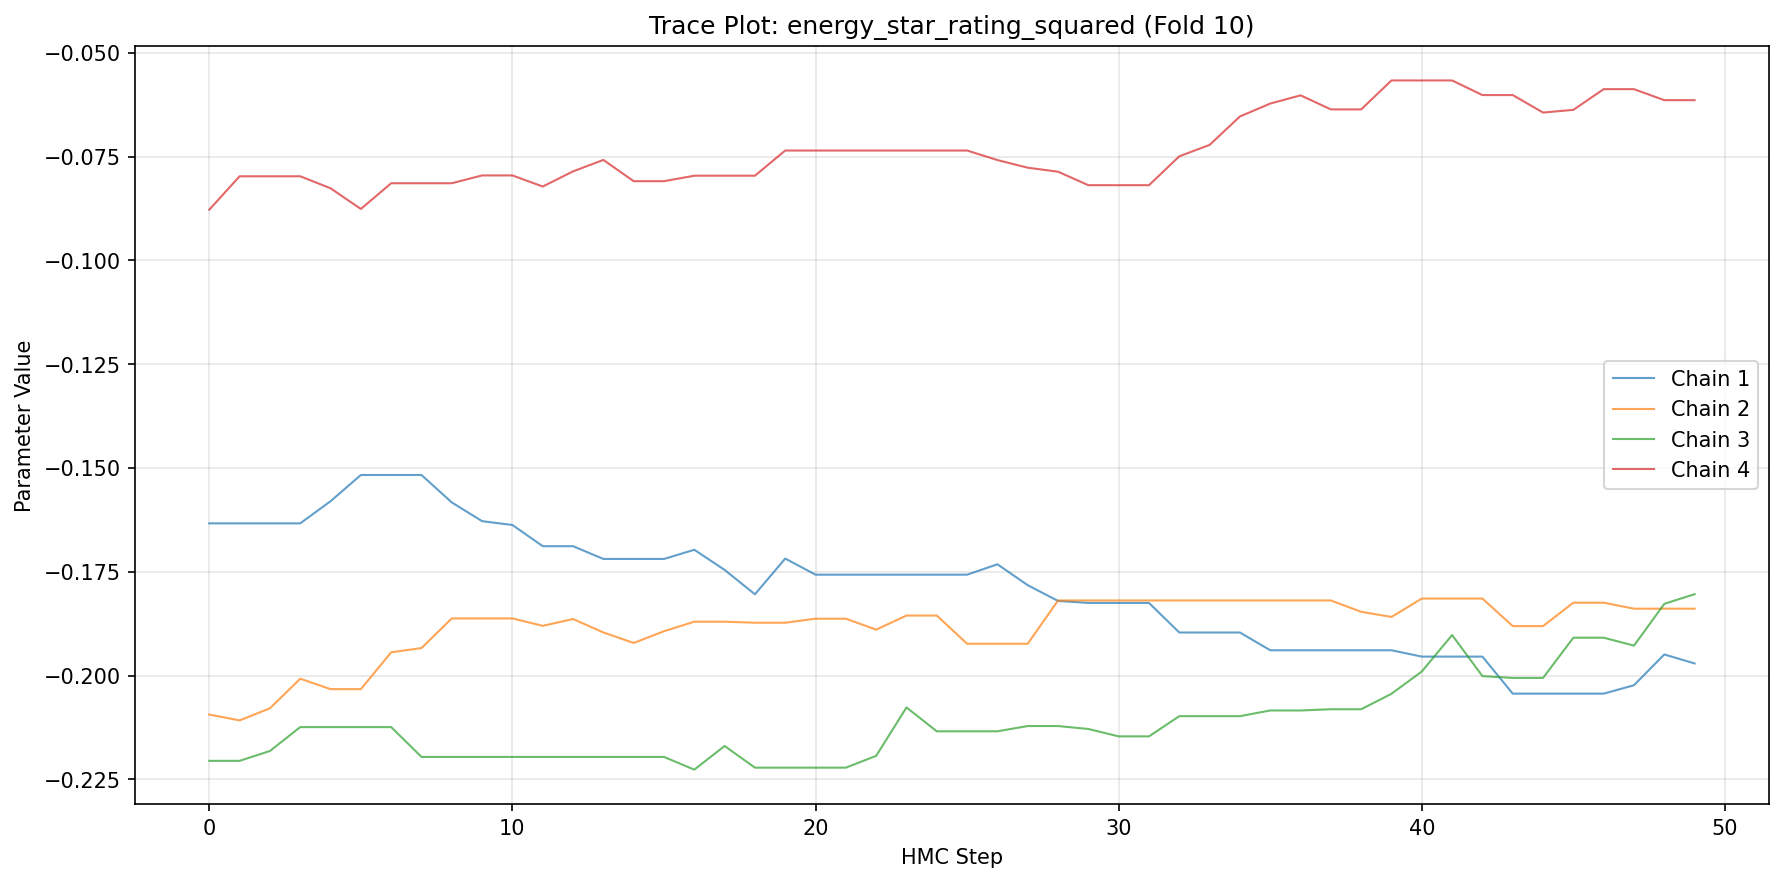 Trace Plot: energy_star_rating_squared (Fold 10)
Parameter Value
−0.050
−0.075
−0.100
−0.125
−0.150
−0.175
−0.200
−0.225
Chain 1
Chain 2
Chain 3
Chain 4
0 10 20 30 40 50
HMC Step